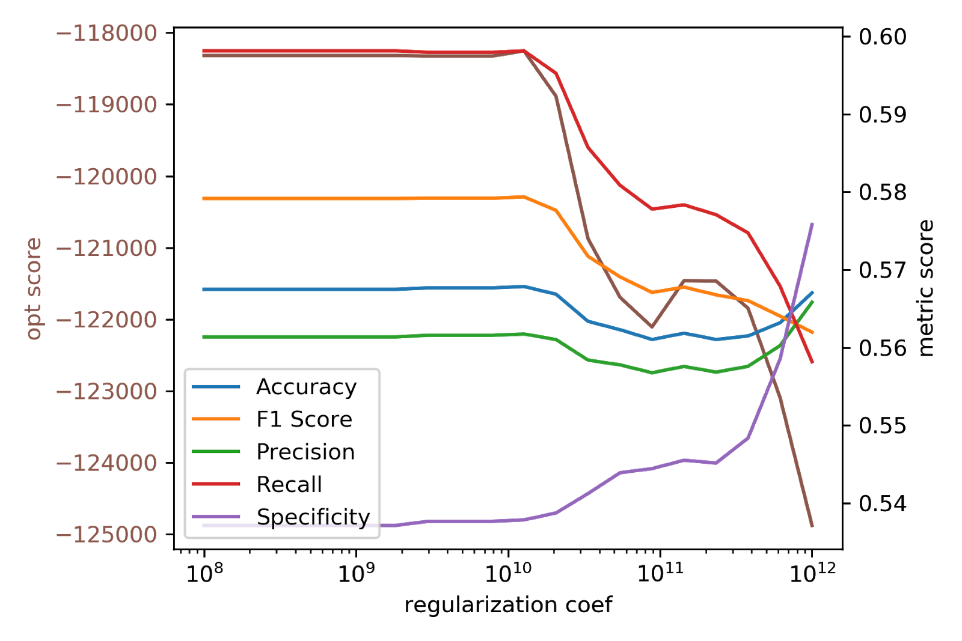 −118000
−119000
−120000
−121000
−122000
−123000
−124000
−125000
opt score
0.60
0.59
0.58
0.57
0.56
0.55
0.54
metric score
Accuracy
F1 Score
Precision
Recall
Specificity
10⁸ 10⁹ 10¹⁰ 10¹¹ 10¹²
regularization coef